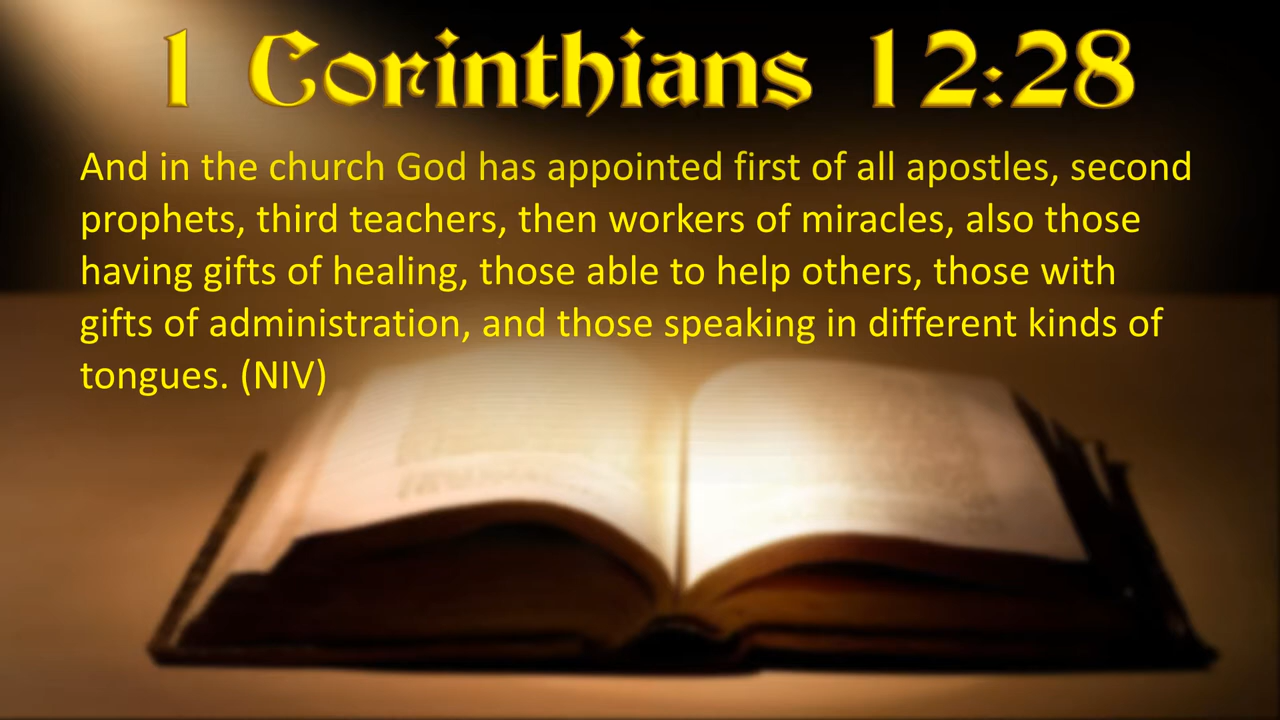 1 Corinthians 12:28
And in the church God has appointed first of all apostles, second
prophets, third teachers, then workers of miracles, also those
having gifts of healing, those able to help others, those with
gifts of administration, and those speaking in different kinds of
tongues. (NIV)